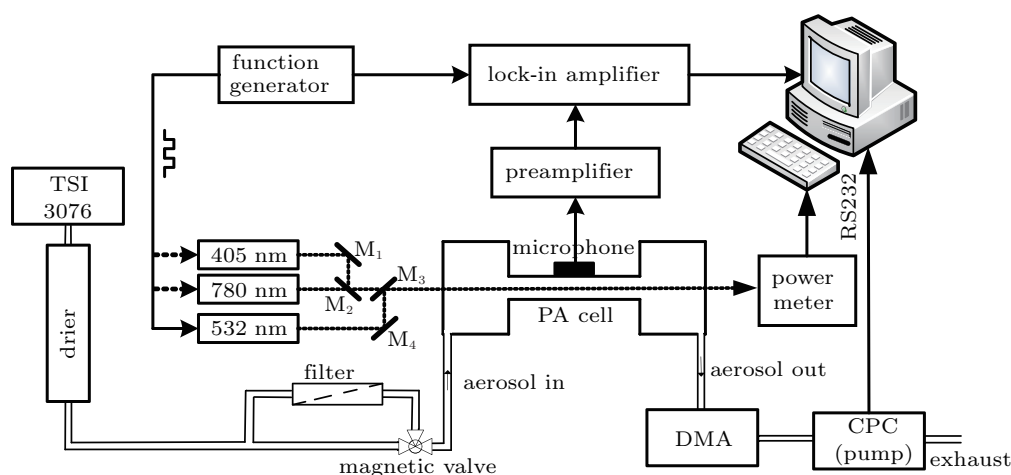 function
generator
lock-in amplifier
preamplifier
TSI
3076
RS232
microphone
405 nm
M1
M3
780 nm
M2
power
meter
532 nm
M4
PA cell
drier
filter
aerosol in
aerosol out
DMA
CPC
(pump)
exhaust
magnetic valve